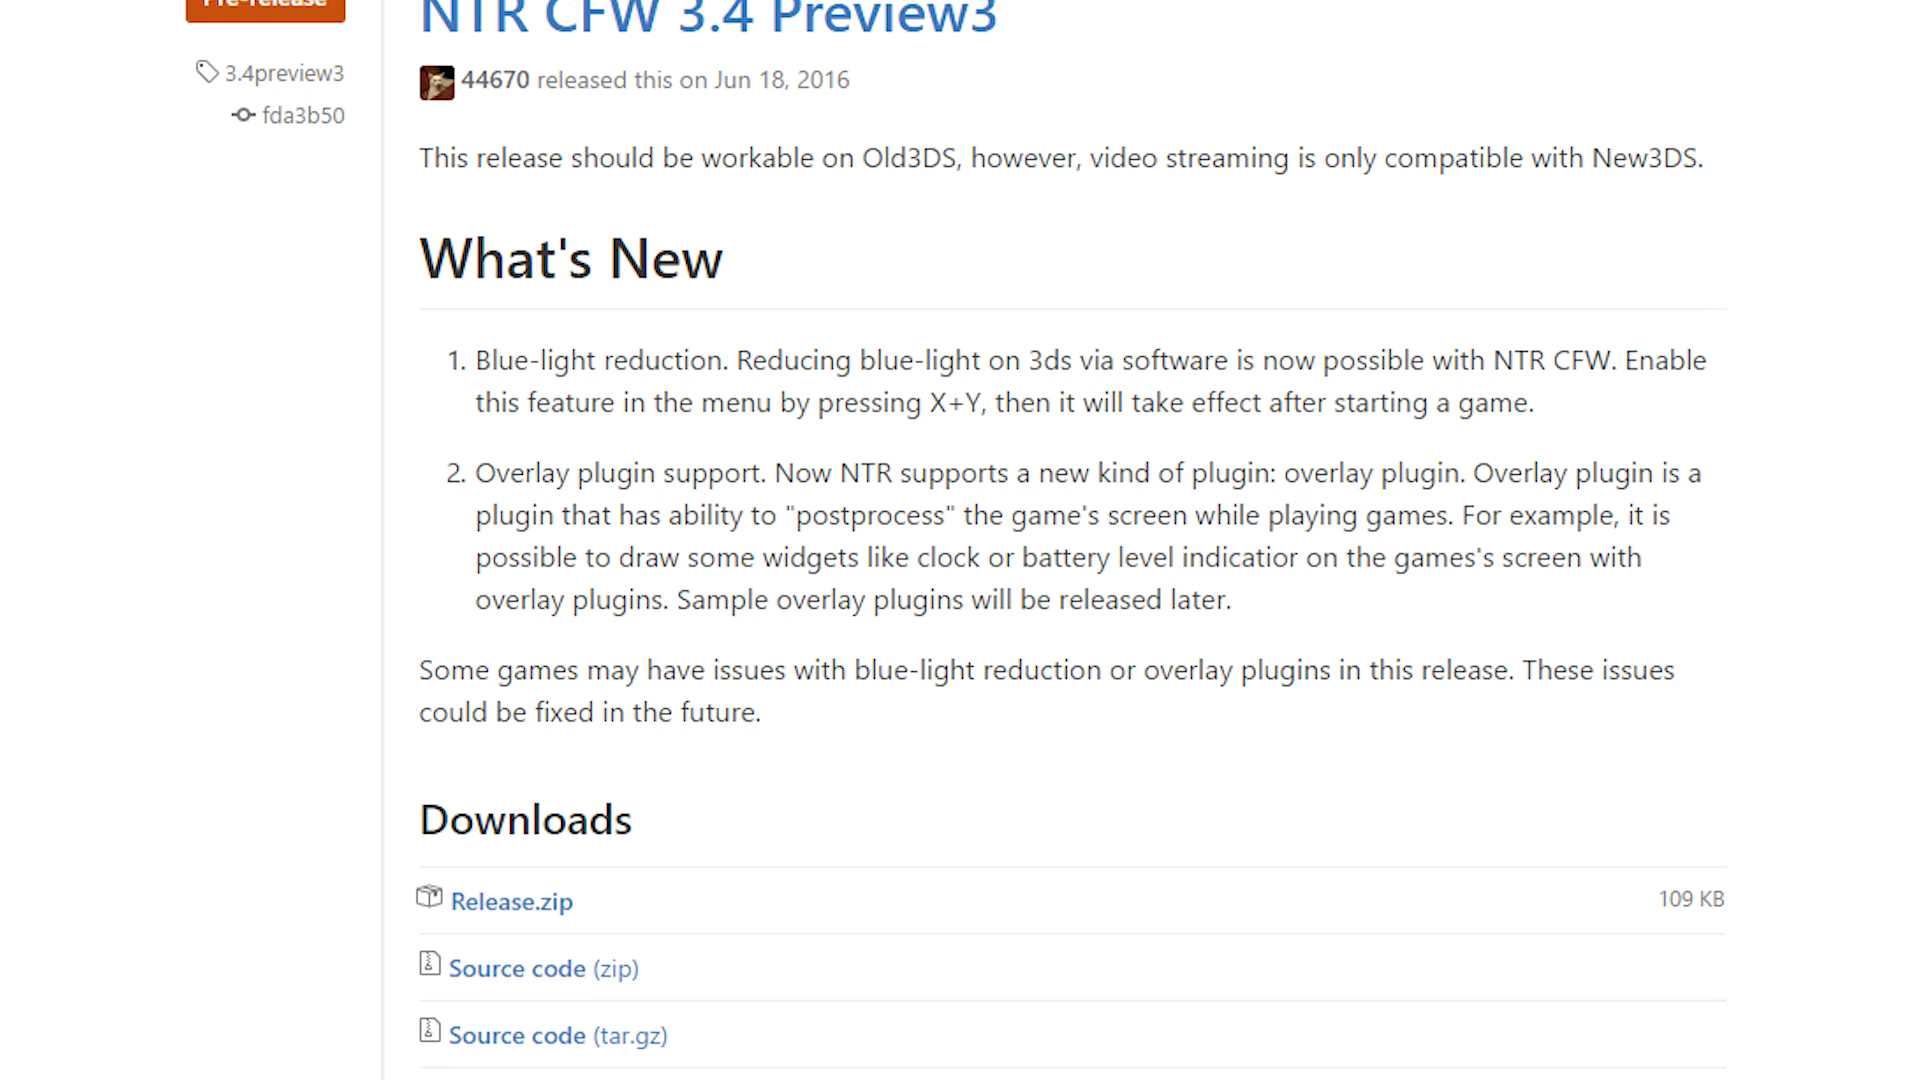 Pre-release
NTR CFW 3.4 Preview3
3.4preview3
44670 released this on Jun 18, 2016
fda3b50
This release should be workable on Old3DS, however, video streaming is only compatible with New3DS.
What's New
1. Blue-light reduction. Reducing blue-light on 3ds via software is now possible with NTR CFW. Enable
this feature in the menu by pressing X+Y, then it will take effect after starting a game.
2. Overlay plugin support. Now NTR supports a new kind of plugin: overlay plugin. Overlay plugin is a
plugin that has ability to "postprocess" the game's screen while playing games. For example, it is
possible to draw some widgets like clock or battery level indicatior on the games's screen with
overlay plugins. Sample overlay plugins will be released later.
Some games may have issues with blue-light reduction or overlay plugins in this release. These issues
could be fixed in the future.
Downloads
Release.zip 109 KB
Source code (zip)
Source code (tar.gz)